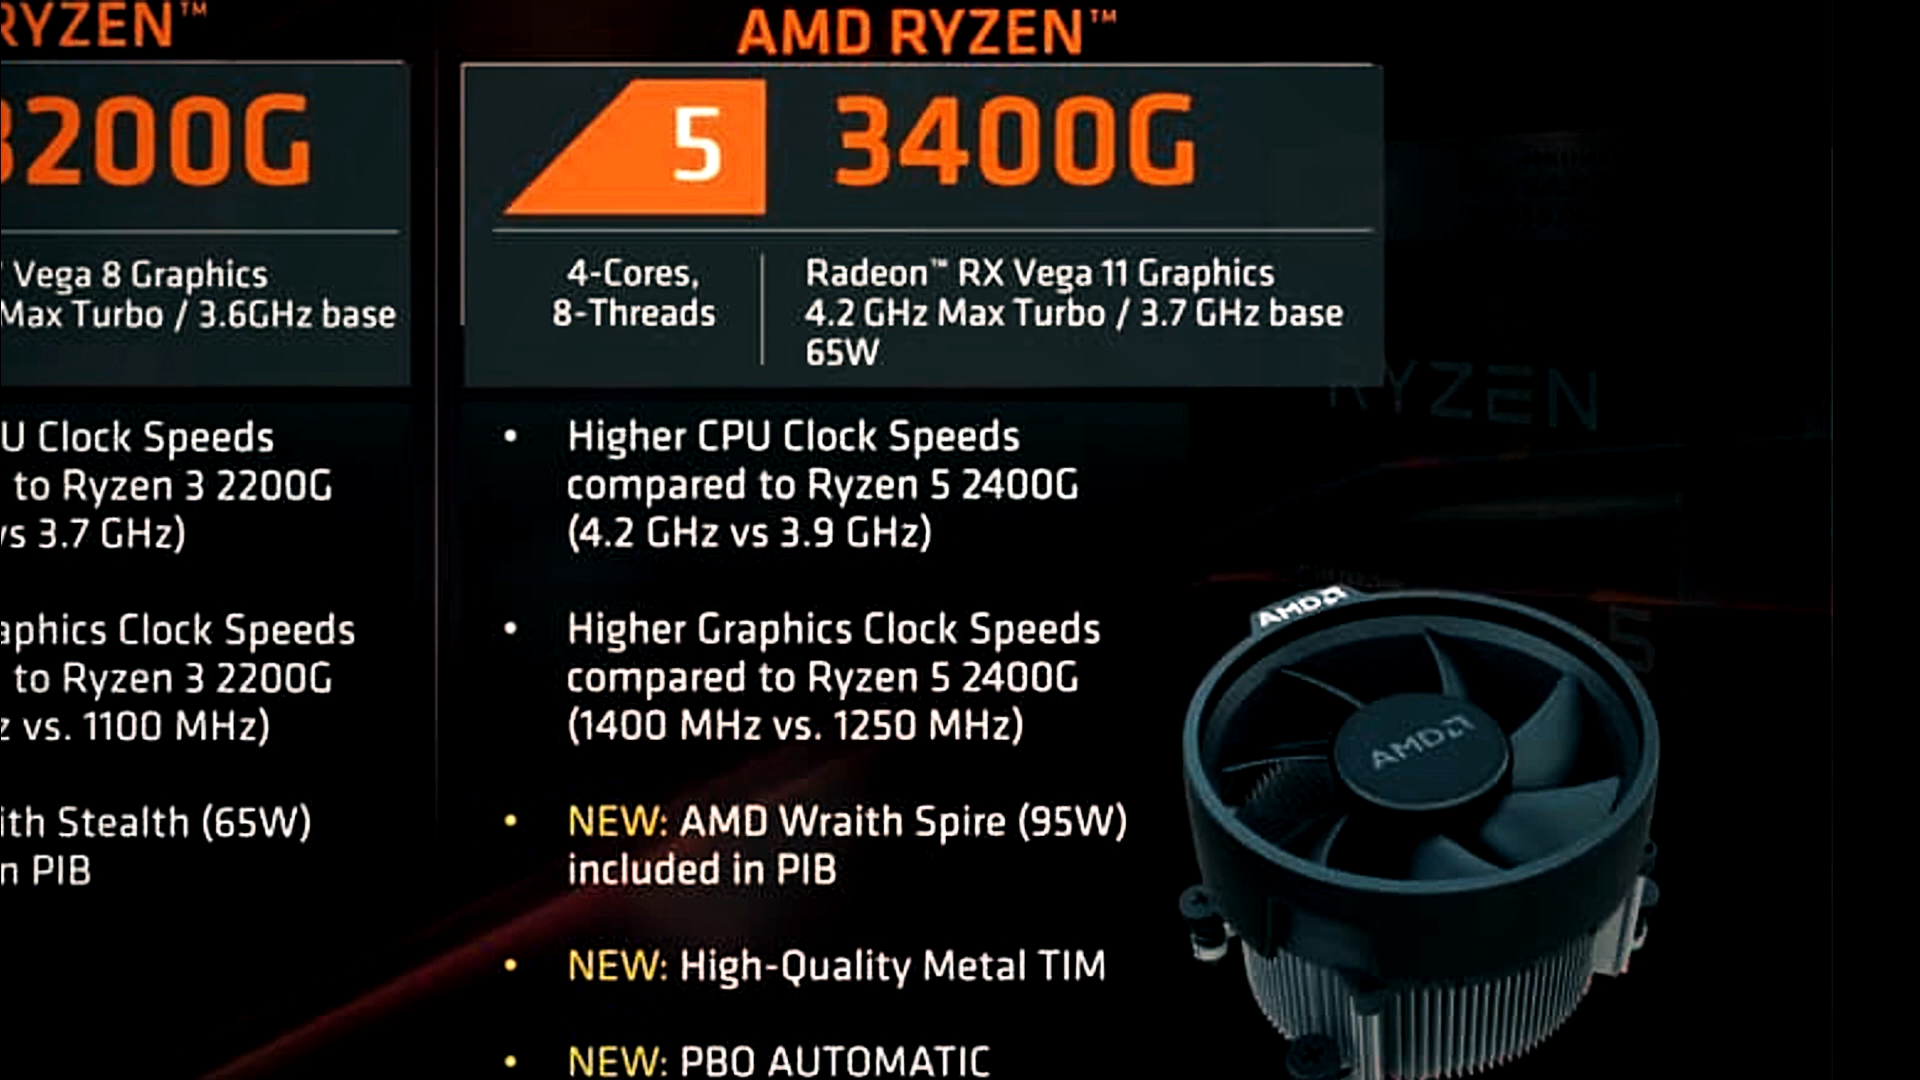 RYZEN™
3200G
Vega 8 Graphics
Max Turbo / 3.6GHz base
U Clock Speeds
to Ryzen 3 2200G
vs 3.7 GHz)
aphics Clock Speeds
to Ryzen 3 2200G
z vs. 1100 MHz)
ith Stealth (65W)
n PIB
AMD RYZEN™
5 3400G
4-Cores,
8-Threads
Radeon™ RX Vega 11 Graphics
4.2 GHz Max Turbo / 3.7 GHz base
65W
• Higher CPU Clock Speeds
compared to Ryzen 5 2400G
(4.2 GHz vs 3.9 GHz)
• Higher Graphics Clock Speeds
compared to Ryzen 5 2400G
(1400 MHz vs. 1250 MHz)
• NEW: AMD Wraith Spire (95W)
included in PIB
• NEW: High-Quality Metal TIM
• NEW: PBO AUTOMATIC
RYZEN
5
AMD
AMD